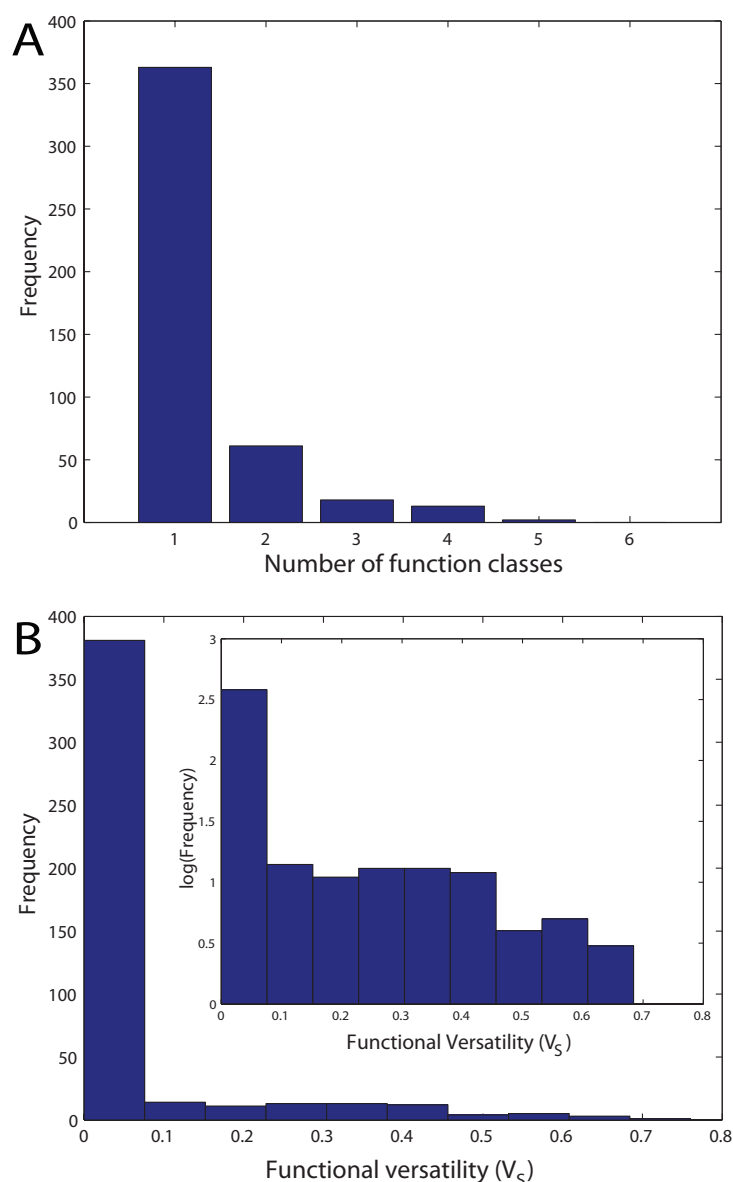 A
400
350
300
250
200
150
100
50
0
Frequency
1 2 3 4 5 6
Number of function classes
B
400
350
300
250
200
150
100
50
0
Frequency
3
2.5
2
1.5
1
0.5
0
log(Frequency)
0 0.1 0.2 0.3 0.4 0.5 0.6 0.7 0.8
Functional Versatility (VS)
0 0.1 0.2 0.3 0.4 0.5 0.6 0.7 0.8
Functional versatility (VS)